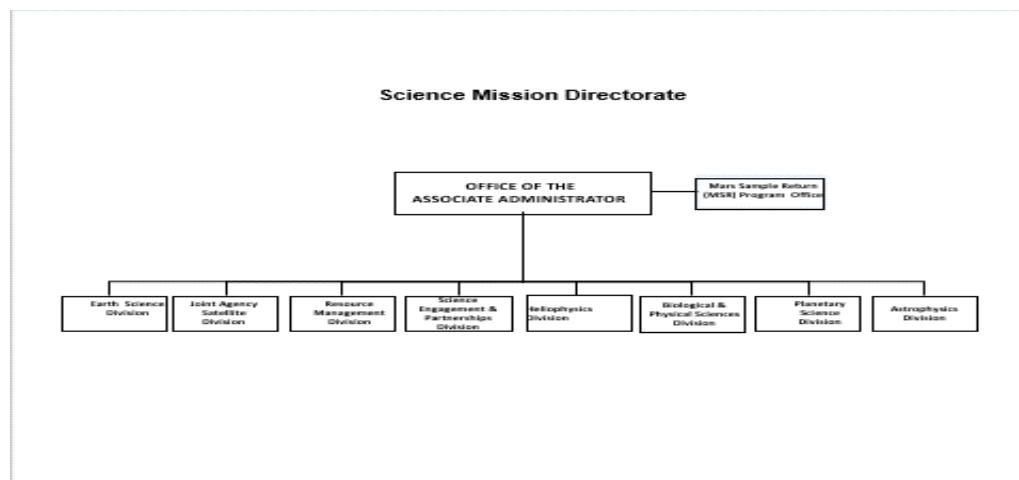 Science Mission Directorate
OFFICE OF THE
ASSOCIATE ADMINISTRATOR
Mars Sample Return
(MSR) Program Office
Earth Science
Division
Joint Agency
Satellite
Division
Resource
Management
Division
Science
Engagement &
Partnerships
Division
Heliophysics
Division
Biological &
Physical Sciences
Division
Planetary
Science
Division
Astrophysics
Division